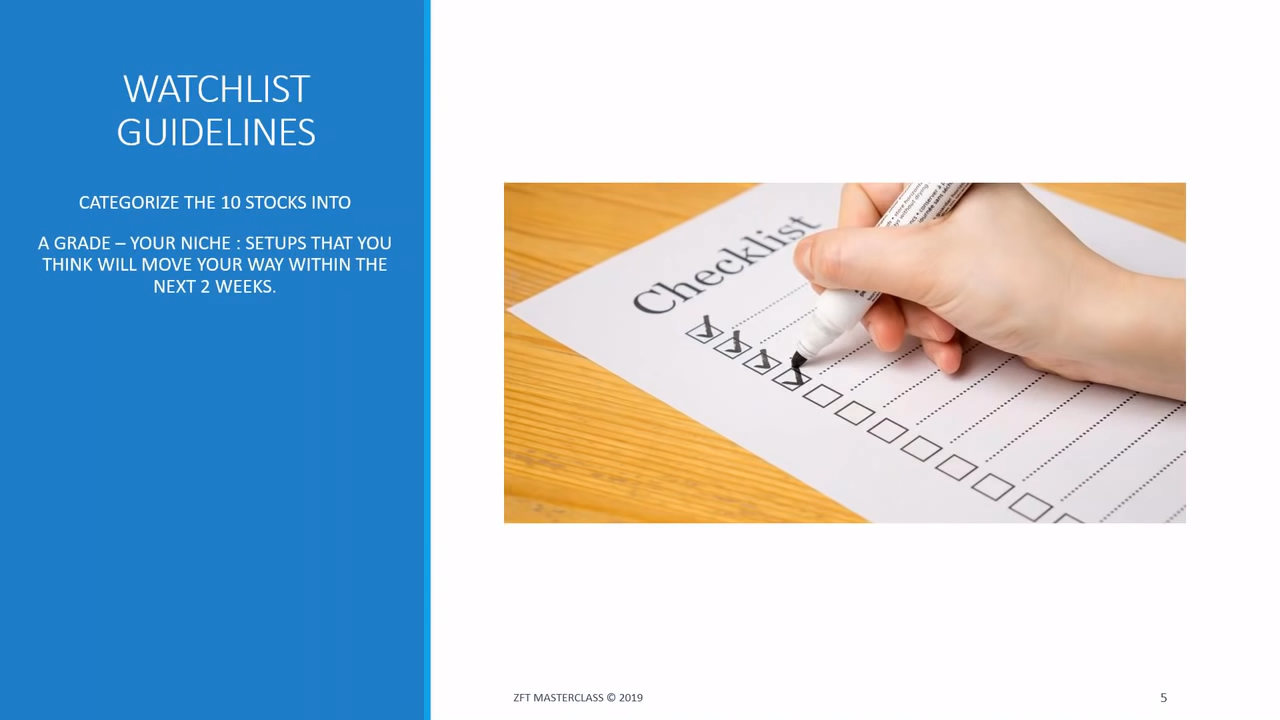 WATCHLIST
GUIDELINES
CATEGORIZE THE 10 STOCKS INTO
A GRADE – YOUR NICHE : SETUPS THAT YOU
THINK WILL MOVE YOUR WAY WITHIN THE
NEXT 2 WEEKS.
Checklist
ZFT MASTERCLASS © 2019
5